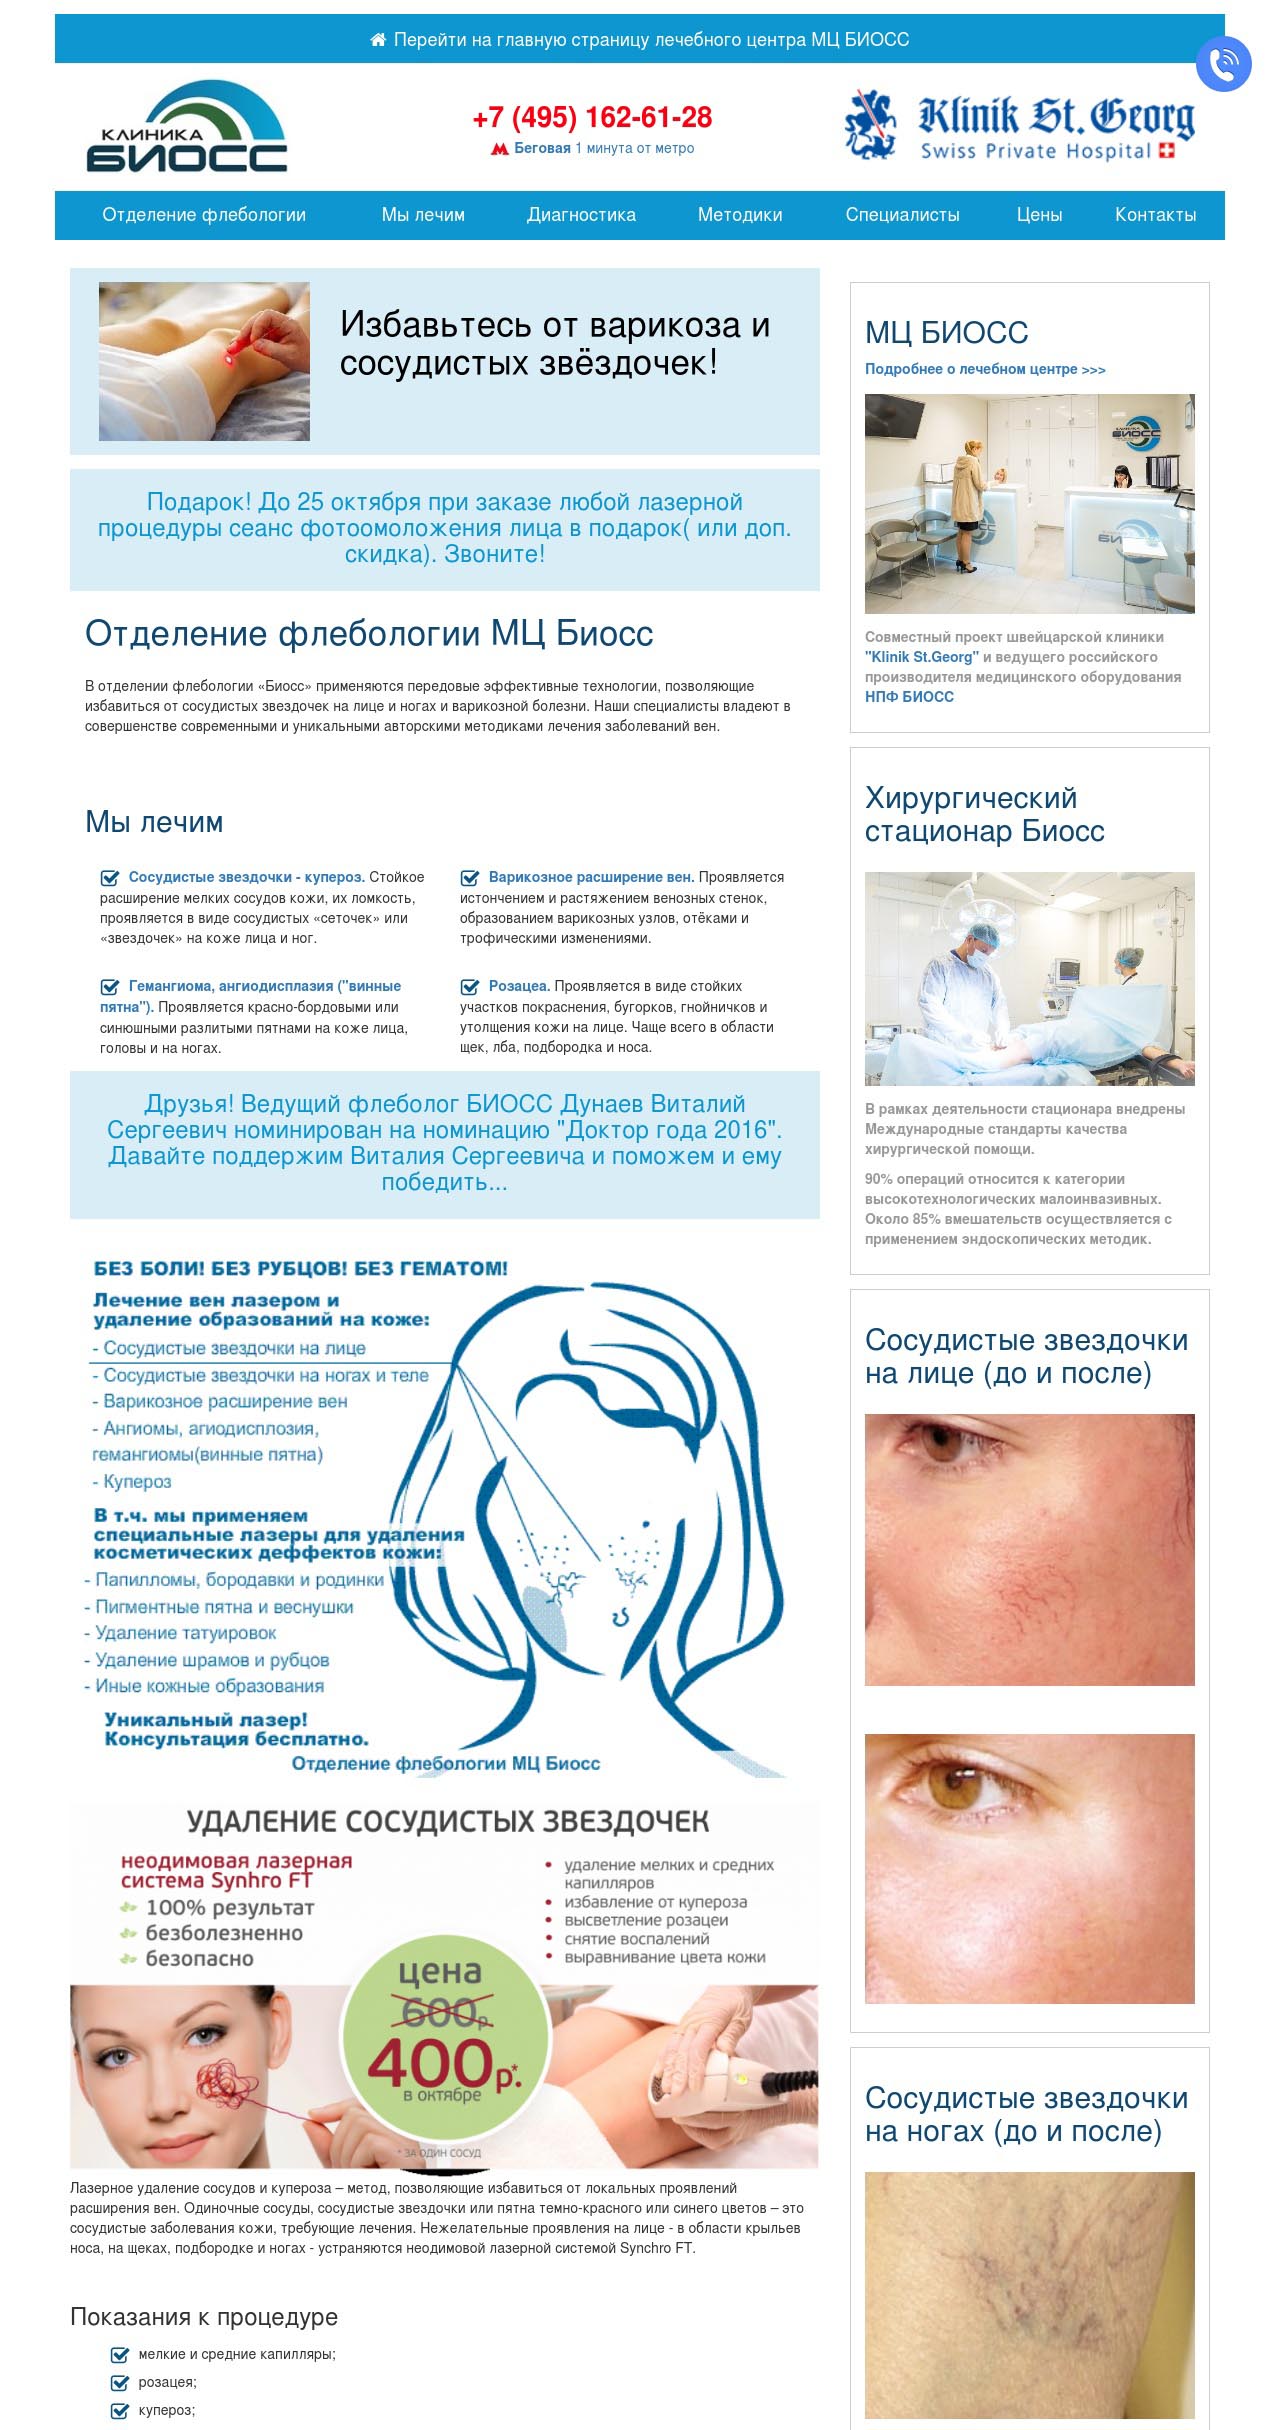 Перейти на главную страницу лечебного центра МЦ БИОСС
КЛИНИКА
БИОСС
+7 (495) 162-61-28
Беговая 1 минута от метро
Klinik St. Georg
Swiss Private Hospital
Отделение флебологии Мы лечим Диагностика Методики Специалисты Цены Контакты
Избавьтесь от варикоза и
сосудистых звёздочек!
Подарок! До 25 октября при заказе любой лазерной
процедуры сеанс фотоомоложения лица в подарок( или доп.
скидка). Звоните!
Отделение флебологии МЦ Биосс
В отделении флебологии «Биосс» применяются передовые эффективные технологии, позволяющие
избавиться от сосудистых звездочек на лице и ногах и варикозной болезни. Наши специалисты владеют в
совершенстве современными и уникальными авторскими методиками лечения заболеваний вен.
Мы лечим
Сосудистые звездочки - купероз. Стойкое
расширение мелких сосудов кожи, их ломкость,
проявляется в виде сосудистых «сеточек» или
«звездочек» на коже лица и ног.
Варикозное расширение вен. Проявляется
истончением и растяжением венозных стенок,
образованием варикозных узлов, отёками и
трофическими изменениями.
Гемангиома, ангиодисплазия ("винные
пятна"). Проявляется красно-бордовыми или
синюшными разлитыми пятнами на коже лица,
головы и на ногах.
Розацеа. Проявляется в виде стойких
участков покраснения, бугорков, гнойничков и
утолщения кожи на лице. Чаще всего в области
щек, лба, подбородка и носа.
Друзья! Ведущий флеболог БИОСС Дунаев Виталий
Сергеевич номинирован на номинацию "Доктор года 2016".
Давайте поддержим Виталия Сергеевича и поможем и ему
победить...
БЕЗ БОЛИ! БЕЗ РУБЦОВ! БЕЗ ГЕМАТОМ!
Лечение вен лазером и
удаление образований на коже:
- Сосудистые звездочки на лице
- Сосудистые звездочки на ногах и теле
- Варикозное расширение вен
- Ангиомы, агиодисплозия,
гемангиомы(винные пятна)
- Купероз
В т.ч. мы применяем
специальные лазеры для удаления
косметических деффектов кожи:
- Папилломы, бородавки и родинки
- Пигментные пятна и веснушки
- Удаление татуировок
- Удаление шрамов и рубцов
- Иные кожные образования
Уникальный лазер!
Консультация бесплатно.
Отделение флебологии МЦ Биосс
УДАЛЕНИЕ СОСУДИСТЫХ ЗВЕЗДОЧЕК
неодимовая лазерная
система Synhro FT
100% результат
безболезненно
безопасно
• удаление мелких и средних
капилляров
• избавление от купероза
• высветление розацеи
• снятие воспалений
• выравнивание цвета кожи
цена
600р
400р.*
в октябре
* ЗА ОДИН СОСУД
Лазерное удаление сосудов и купероза – метод, позволяющие избавиться от локальных проявлений
расширения вен. Одиночные сосуды, сосудистые звездочки или пятна темно-красного или синего цветов – это
сосудистые заболевания кожи, требующие лечения. Нежелательные проявления на лице - в области крыльев
носа, на щеках, подбородке и ногах - устраняются неодимовой лазерной системой Synchro FT.
Показания к процедуре
мелкие и средние капилляры;
розацея;
купероз;
МЦ БИОСС
Подробнее о лечебном центре >>>
КЛИНИКА
БИОСС
Совместный проект швейцарской клиники
"Klinik St.Georg" и ведущего российского
производителя медицинского оборудования
НПФ БИОСС
Хирургический
стационар Биосс
В рамках деятельности стационара внедрены
Международные стандарты качества
хирургической помощи.
90% операций относится к категории
высокотехнологических малоинвазивных.
Около 85% вмешательств осуществляется с
применением эндоскопических методик.
Сосудистые звездочки
на лице (до и после)
Сосудистые звездочки
на ногах (до и после)